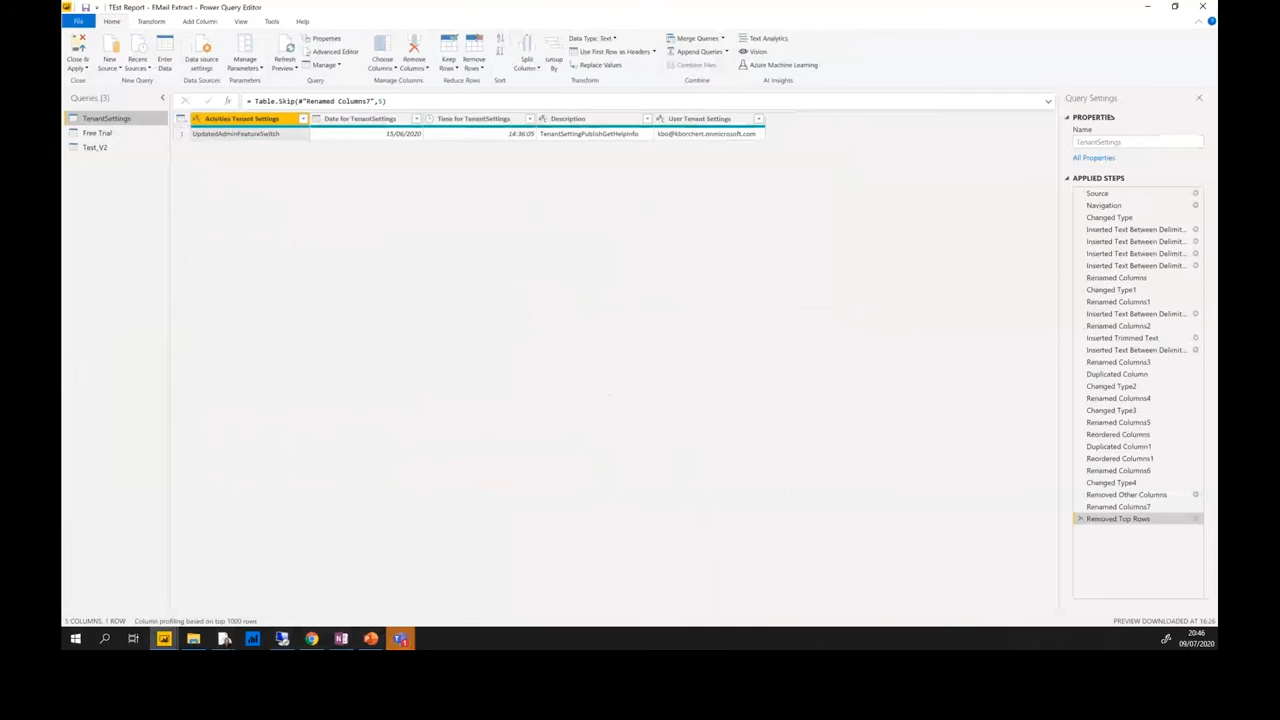 TEst Report - EMail Extract - Power Query Editor
File Home Transform Add Column View Tools Help
Close & Apply
New Source
Recent Sources
Enter Data
Data source settings
Manage Parameters
Refresh Preview
Properties
Advanced Editor
Manage
Choose Columns
Remove Columns
Keep Rows
Remove Rows
Split Column
Group By
Data Type: Text
Use First Row as Headers
Replace Values
Merge Queries
Append Queries
Combine Files
Text Analytics
Vision
Azure Machine Learning
Close New Query Data Sources Parameters Query Manage Columns Reduce Rows Sort Transform Combine AI Insights
Queries [3]
TenantSettings
Free Trial
Test_V2
fx = Table.Skip(#"Renamed Columns7",5)
Acivities Tenant Settings Date for TenantSettings Time for TenantSettings Description User Tenant Settings
1 UpdatedAdminFeatureSwitch 15/06/2020 14:36:05 TenantSettingPublishGetHelpInfo kbo@kborchert.onmicrosoft.com
Query Settings
PROPERTIES
Name
TenantSettings
All Properties
APPLIED STEPS
Source
Navigation
Changed Type
Inserted Text Between Delimit...
Inserted Text Between Delimit...
Inserted Text Between Delimit...
Inserted Text Between Delimit...
Renamed Columns
Changed Type1
Renamed Columns1
Inserted Text Between Delimit...
Renamed Columns2
Inserted Trimmed Text
Inserted Text Between Delimit...
Renamed Columns3
Duplicated Column
Changed Type2
Renamed Columns4
Changed Type3
Renamed Columns5
Reordered Columns
Duplicated Column1
Reordered Columns1
Renamed Columns6
Changed Type4
Removed Other Columns
Renamed Columns7
Removed Top Rows
5 COLUMNS, 1 ROW Column profiling based on top 1000 rows
PREVIEW DOWNLOADED AT 16:26
20:46
09/07/2020